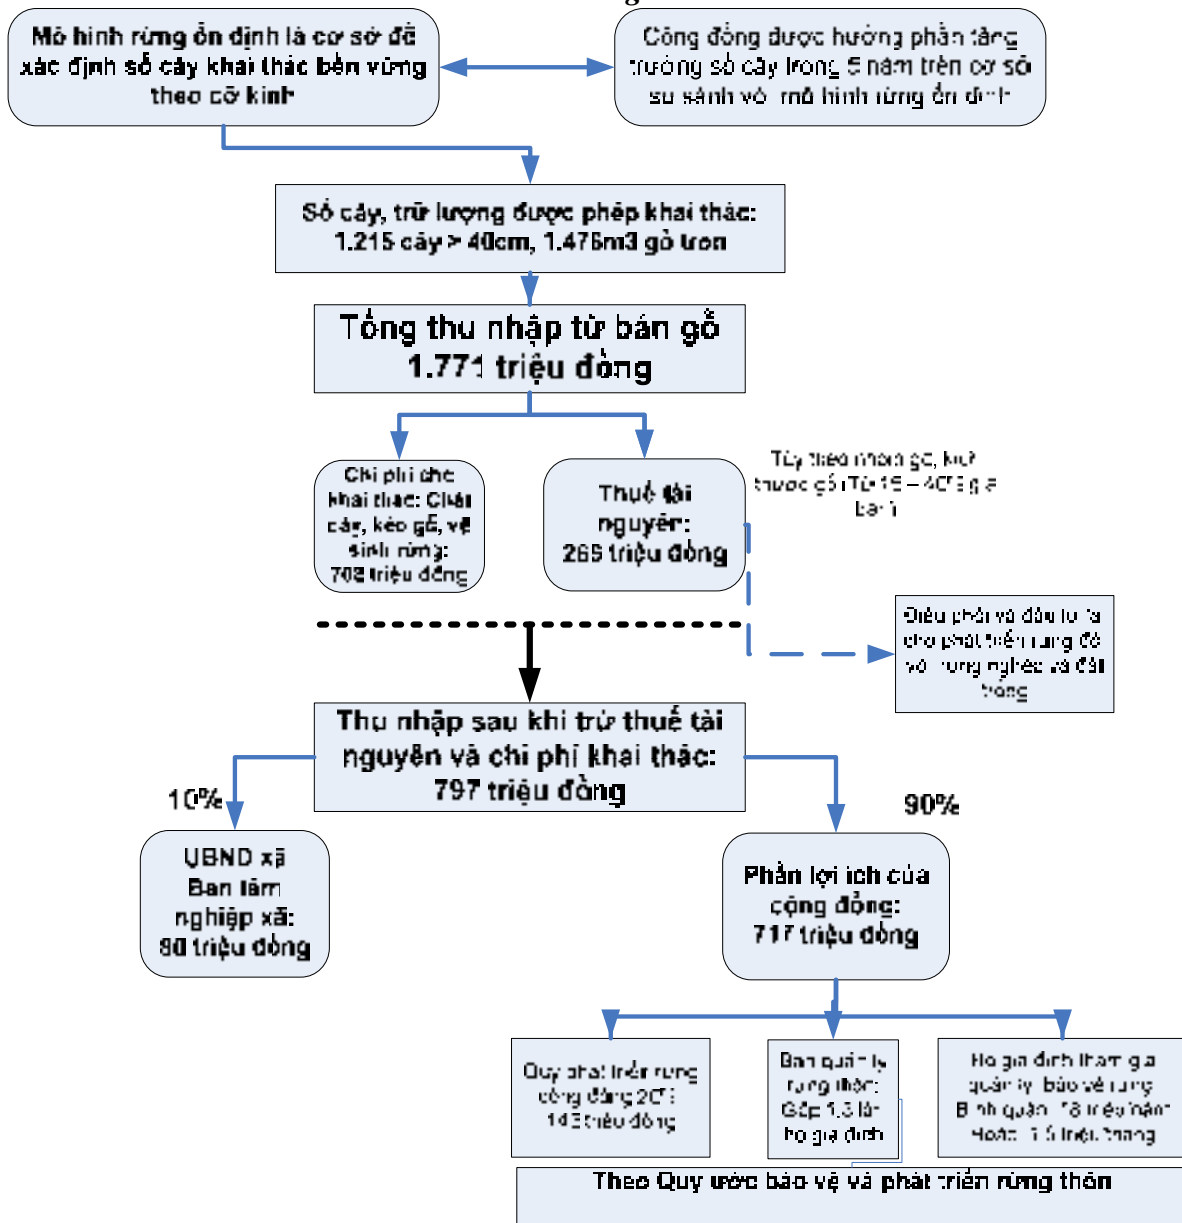 Mô hình rừng ổn định là cơ sở để
xác định số cây khai thác bền vững
theo cỡ kính
Cộng đồng được hưởng phần tăng
trưởng số cây trong 5 năm trên cơ sở
so sánh với mô hình rừng ổn định
Số cây, trữ lượng được phép khai thác:
1.215 cây > 40cm, 1.476m3 gỗ tròn
Tổng thu nhập từ bán gỗ
1.771 triệu đồng
Chi phí cho
khai thác: Chặt
cây, kéo gỗ, vệ
sinh rừng:
708 triệu đồng
Thuế tài
nguyên:
266 triệu đồng
Tùy theo nhóm gỗ, kích
thước gỗ (Từ 15 – 40% giá
bán)
Điều phối và đầu tư lại
cho phát triển rừng đối
với rừng nghèo và đất
trống
Thu nhập sau khi trừ thuế tài
nguyên và chi phí khai thác:
797 triệu đồng
10%
90%
UBND xã
Ban lâm
nghiệp xã:
80 triệu đồng
Phần lợi ích của
cộng đồng:
717 triệu đồng
Quỹ phát triển rừng
cộng đồng 20%
143 triệu đồng
Ban quản lý
rừng thôn:
Gấp 1.3 lần
hộ gia đình
Hộ gia đình tham gia
quản lý, bảo vệ rừng
Bình quân triệu/năm
Hoặc triệu/tháng
Theo Quy ước bảo vệ và phát triển rừng thôn